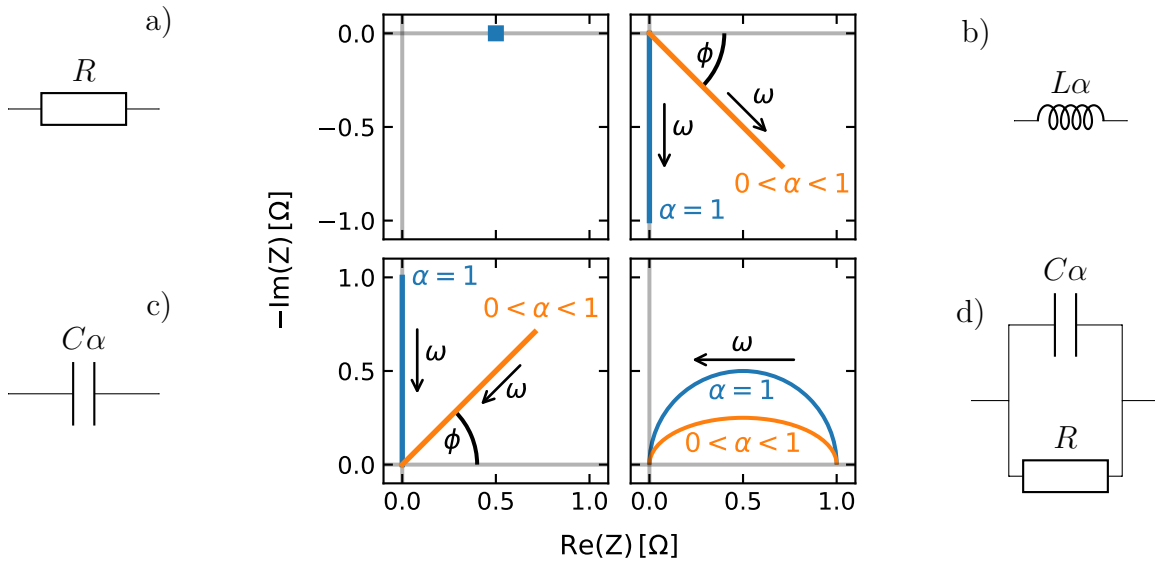 a)
R
0.0
−0.5
−1.0
ϕ
ω
ω
0 < α < 1
α = 1
b)
Lα
−Im(Z) [Ω]
c)
Cα
1.0
0.5
0.0
α = 1
0 < α < 1
ω
ω
ϕ
0.0
0.5
1.0
ω
α = 1
0 < α < 1
0.0
0.5
1.0
Re(Z) [Ω]
d)
Cα
R